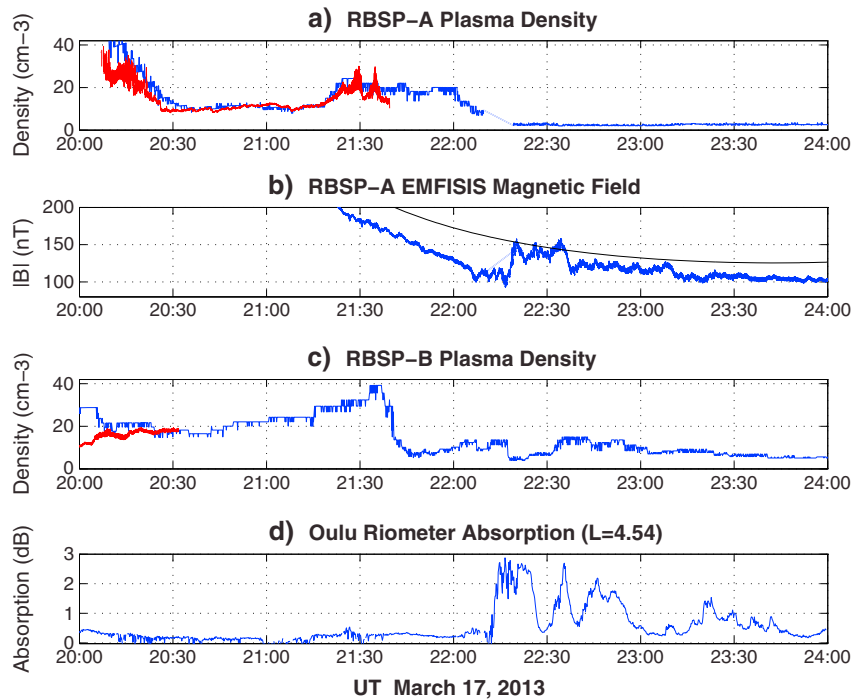 a) RBSP-A Plasma Density
Density (cm-3)
40
20
0
20:00 20:30 21:00 21:30 22:00 22:30 23:00 23:30 24:00
b) RBSP-A EMFISIS Magnetic Field
|B| (nT)
200
150
100
20:00 20:30 21:00 21:30 22:00 22:30 23:00 23:30 24:00
c) RBSP-B Plasma Density
Density (cm-3)
40
20
0
20:00 20:30 21:00 21:30 22:00 22:30 23:00 23:30 24:00
d) Oulu Riometer Absorption (L=4.54)
Absorption (dB)
3
2
1
0
20:00 20:30 21:00 21:30 22:00 22:30 23:00 23:30 24:00
UT March 17, 2013